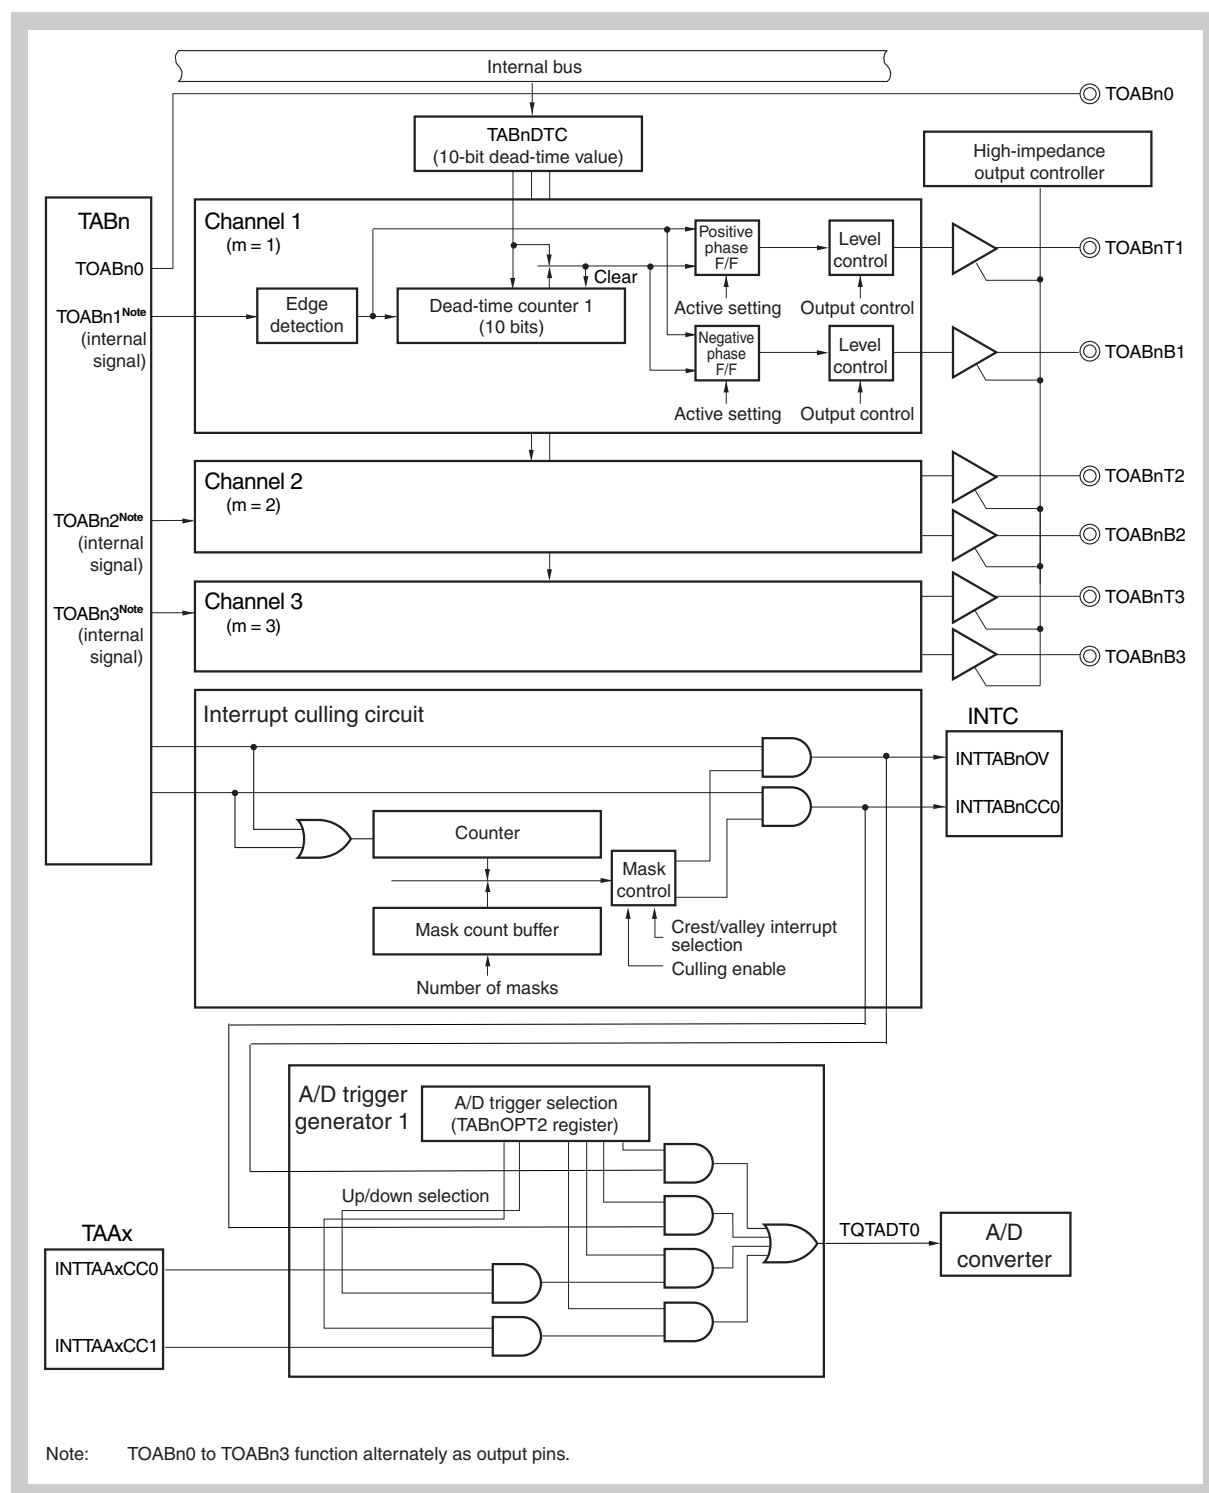 Internal bus
TOABn0
TABnDTC
(10-bit dead-time value)
High-impedance
output controller
TABn
TOABn0
TOABn1Note
(internal
signal)
TOABn2Note
(internal
signal)
TOABn3Note
(internal
signal)
Channel 1
(m = 1)
Edge
detection
Dead-time counter 1
(10 bits)
Clear
Positive
phase
F/F
Active setting
Level
control
Output control
Negative
phase
F/F
Active setting
Level
control
Output control
TOABnT1
TOABnB1
Channel 2
(m = 2)
TOABnT2
TOABnB2
Channel 3
(m = 3)
TOABnT3
TOABnB3
Interrupt culling circuit
Counter
Mask count buffer
Number of masks
Mask
control
Crest/valley interrupt
selection
Culling enable
INTC
INTTABnOV
INTTABnCC0
A/D trigger
generator 1
A/D trigger selection
(TABnOPT2 register)
Up/down selection
TAAx
INTTAAxCC0
INTTAAxCC1
TQTADT0
A/D
converter
Note: TOABn0 to TOABn3 function alternately as output pins.